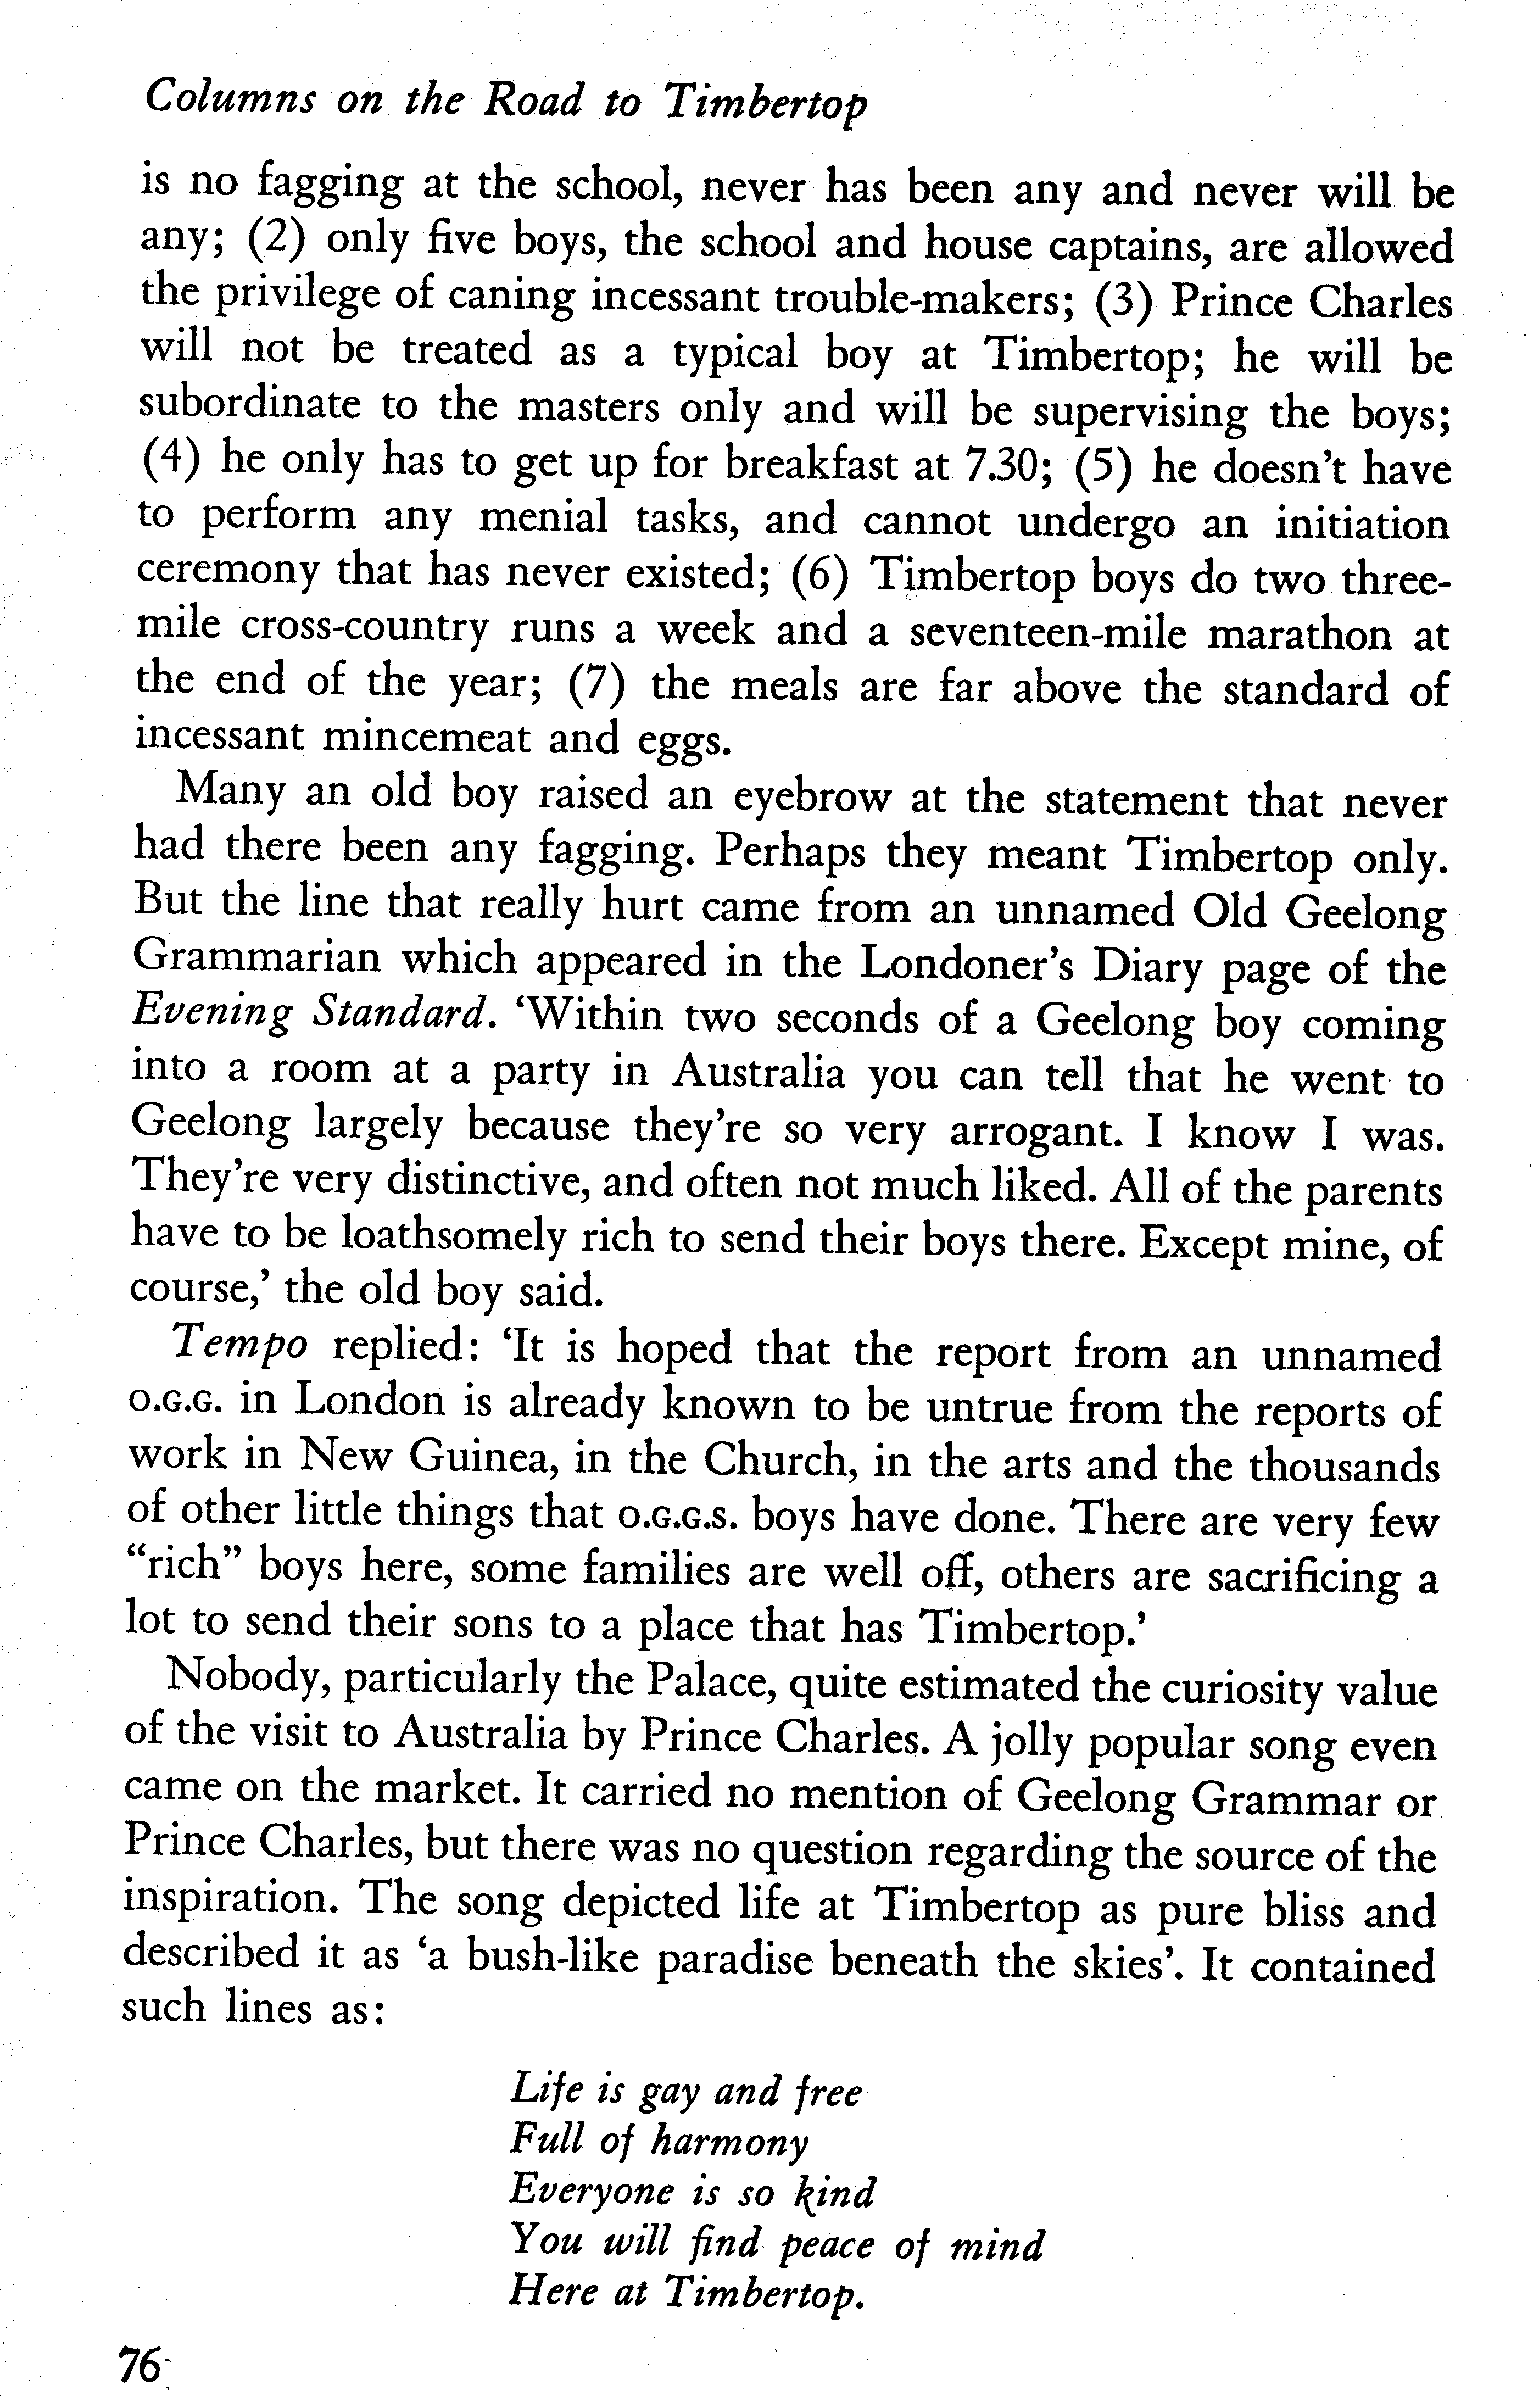 Columns on the Road to Timbertop
is no fagging at the school, never has been any and never will be
any; (2) only five boys, the school and house captains, are allowed
the privilege of caning incessant trouble-makers; (3) Prince Charles
will not be treated as a typical boy at Timbertop; he will be
subordinate to the masters only and will be supervising the boys;
(4) he only has to get up for breakfast at 7.30; (5) he doesn't have
to perform any menial tasks, and cannot undergo an initiation
ceremony that has never existed; (6) Timbertop boys do two three-
mile cross-country runs a week and a seventeen-mile marathon at
the end of the year; (7) the meals are far above the standard of
incessant mincemeat and eggs.
Many an old boy raised an eyebrow at the statement that never
had there been any fagging. Perhaps they meant Timbertop only.
But the line that really hurt came from an unnamed Old Geelong
Grammarian which appeared in the Londoner's Diary page of the
Evening Standard. 'Within two seconds of a Geelong boy coming
into a room at a party in Australia you can tell that he went to
Geelong largely because they're so very arrogant. I know I was.
They're very distinctive, and often not much liked. All of the parents
have to be loathsomely rich to send their boys there. Except mine, of
course,' the old boy said.
Tempo replied: 'It is hoped that the report from an unnamed
O.G.G. in London is already known to be untrue from the reports of
work in New Guinea, in the Church, in the arts and the thousands
of other little things that O.G.G.S. boys have done. There are very few
"rich" boys here, some families are well off, others are sacrificing a
lot to send their sons to a place that has Timbertop.'
Nobody, particularly the Palace, quite estimated the curiosity value
of the visit to Australia by Prince Charles. A jolly popular song even
came on the market. It carried no mention of Geelong Grammar or
Prince Charles, but there was no question regarding the source of the
inspiration. The song depicted life at Timbertop as pure bliss and
described it as 'a bush-like paradise beneath the skies'. It contained
such lines as:
Life is gay and free
Full of harmony
Everyone is so kind
You will find peace of mind
Here at Timbertop.
76